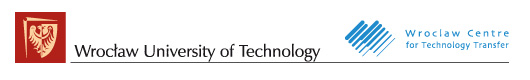 Wrocław University of Technology
Wroclaw Centre
for Technology Transfer